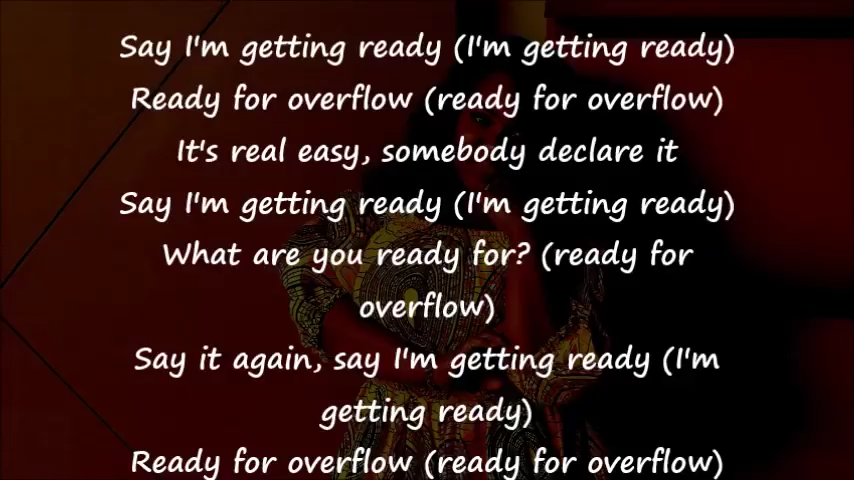 Say I'm getting ready (I'm getting ready)
Ready for overflow (ready for overflow)
It's real easy, somebody declare it
Say I'm getting ready (I'm getting ready)
What are you ready for? (ready for
overflow)
Say it again, say I'm getting ready (I'm
getting ready)
Ready for overflow (ready for overflow)